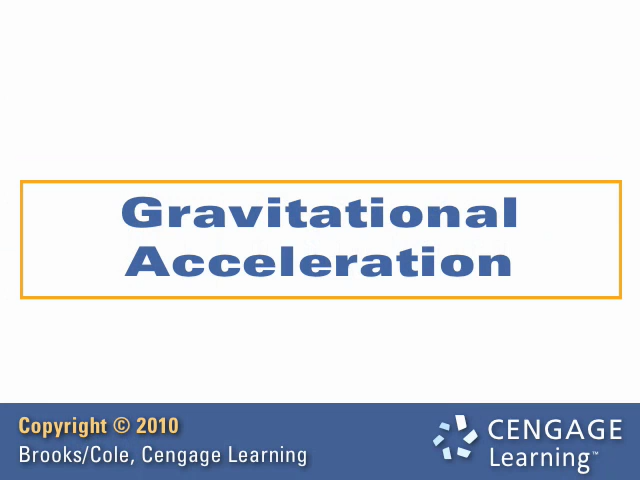 Gravitational
Acceleration
Copyright © 2010
Brooks/Cole, Cengage Learning
CENGAGE
Learning™